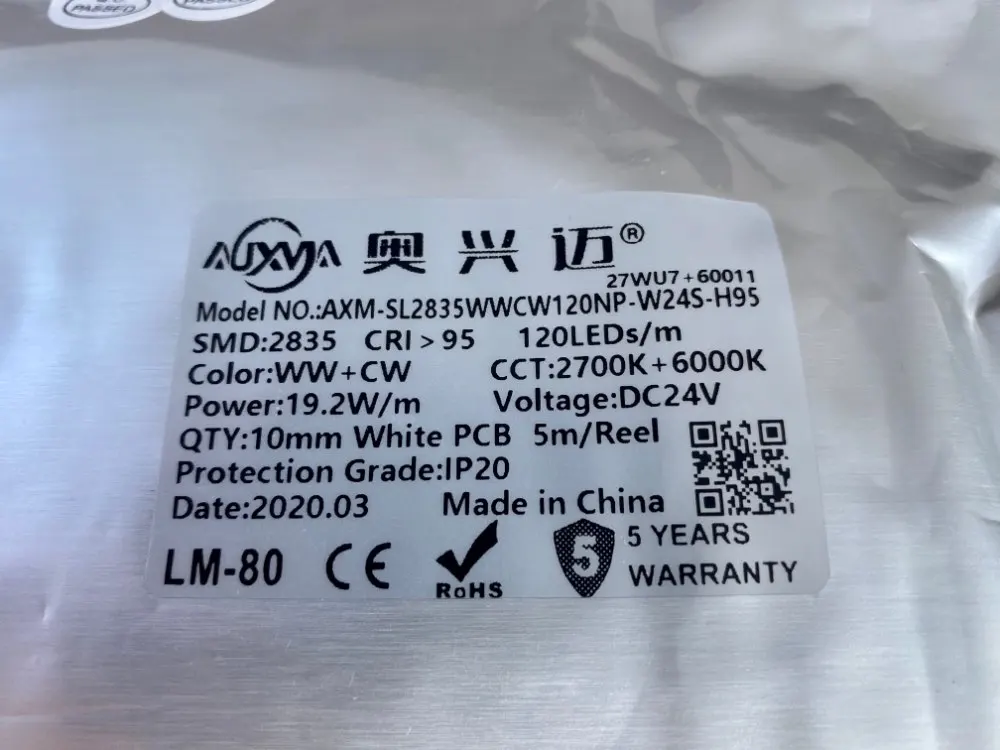 PASSED
PASSED
AUXMA 奥兴迈®
27WU7+60011
Model NO.:AXM-SL2835WWCW120NP-W24S-H95
SMD:2835 CRI>95 120LEDs/m
Color:WW+CW CCT:2700K+6000K
Power:19.2W/m Voltage:DC24V
QTY:10mm White PCB 5m/Reel
Protection Grade:IP20
Date:2020.03 Made in China
LM-80 CE RoHS 5 5 YEARS
WARRANTY